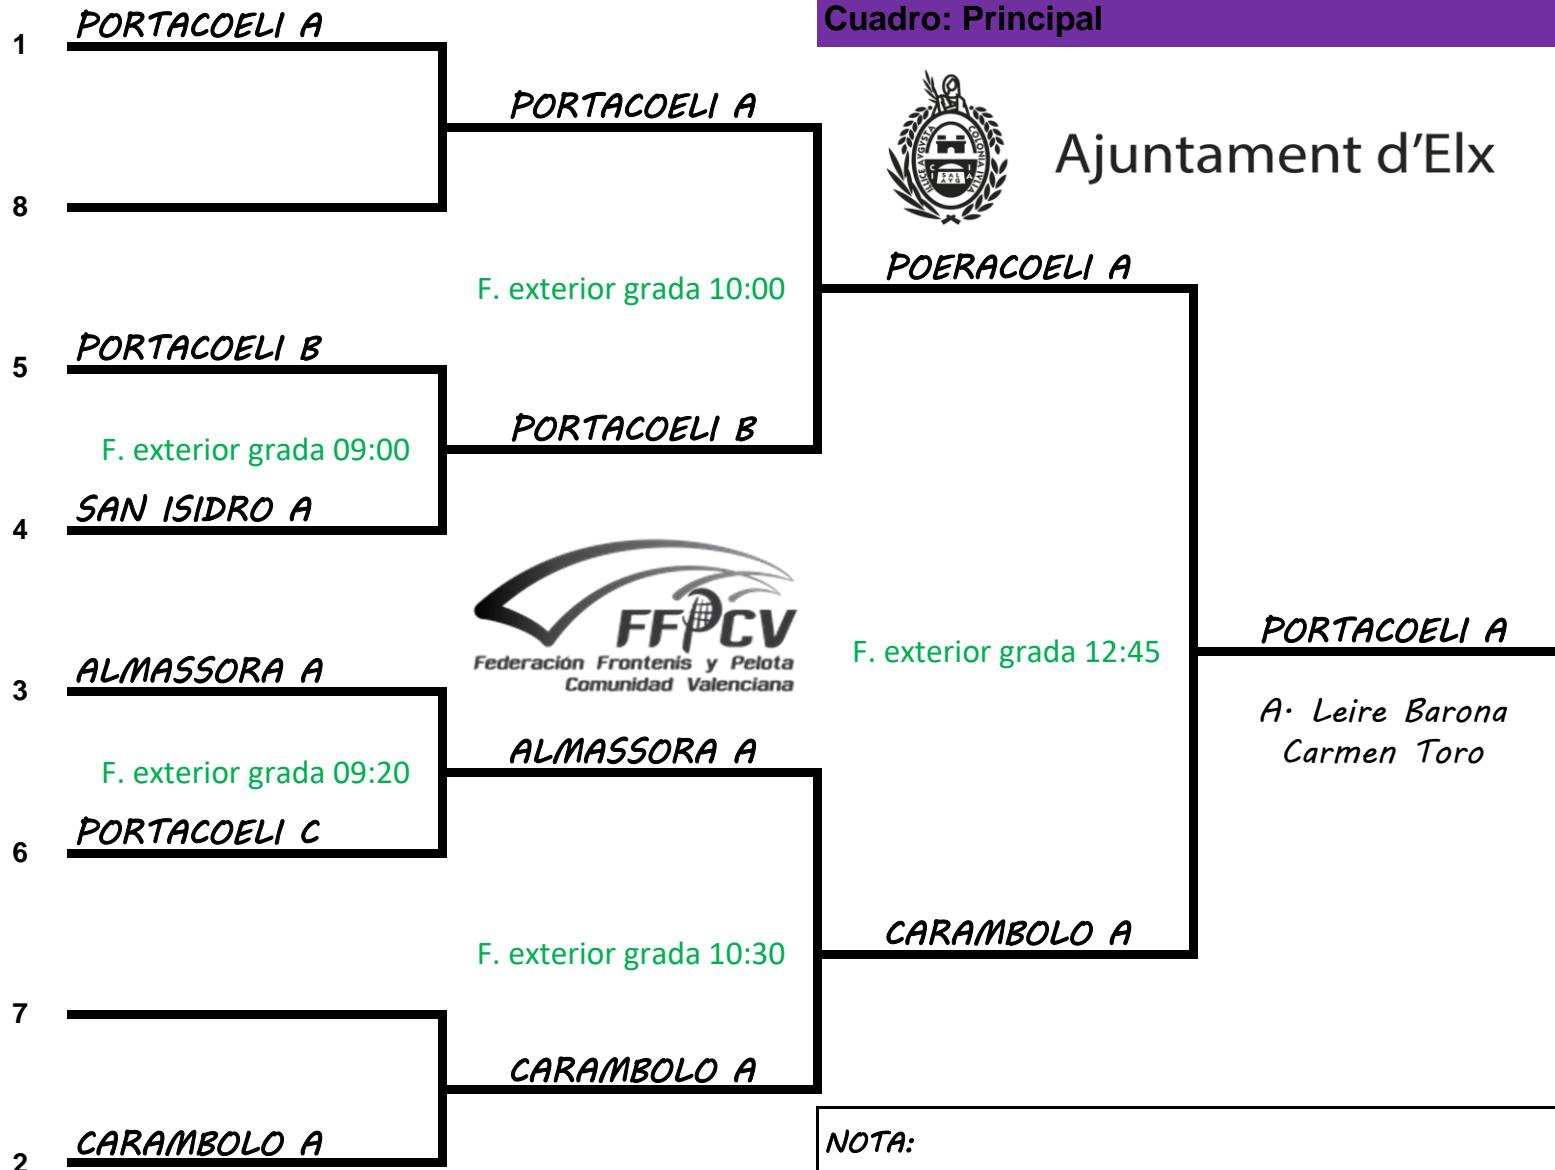 Cuadro: Principal
1 PORTACOELI A
PORTACOELI A
Ajuntament d'Elx
8
POERACOELI A
F. exterior grada 10:00
5 PORTACOELI B
PORTACOELI B
F. exterior grada 09:00
4 SAN ISIDRO A
FFPCV
Federación Frontenis y Pelota
Comunidad Valenciana
F. exterior grada 12:45
PORTACOELI A
A. Leire Barona
Carmen Toro
3 ALMASSORA A
ALMASSORA A
F. exterior grada 09:20
6 PORTACOELI C
CARAMBOLO A
F. exterior grada 10:30
7
CARAMBOLO A
2 CARAMBOLO A
NOTA: